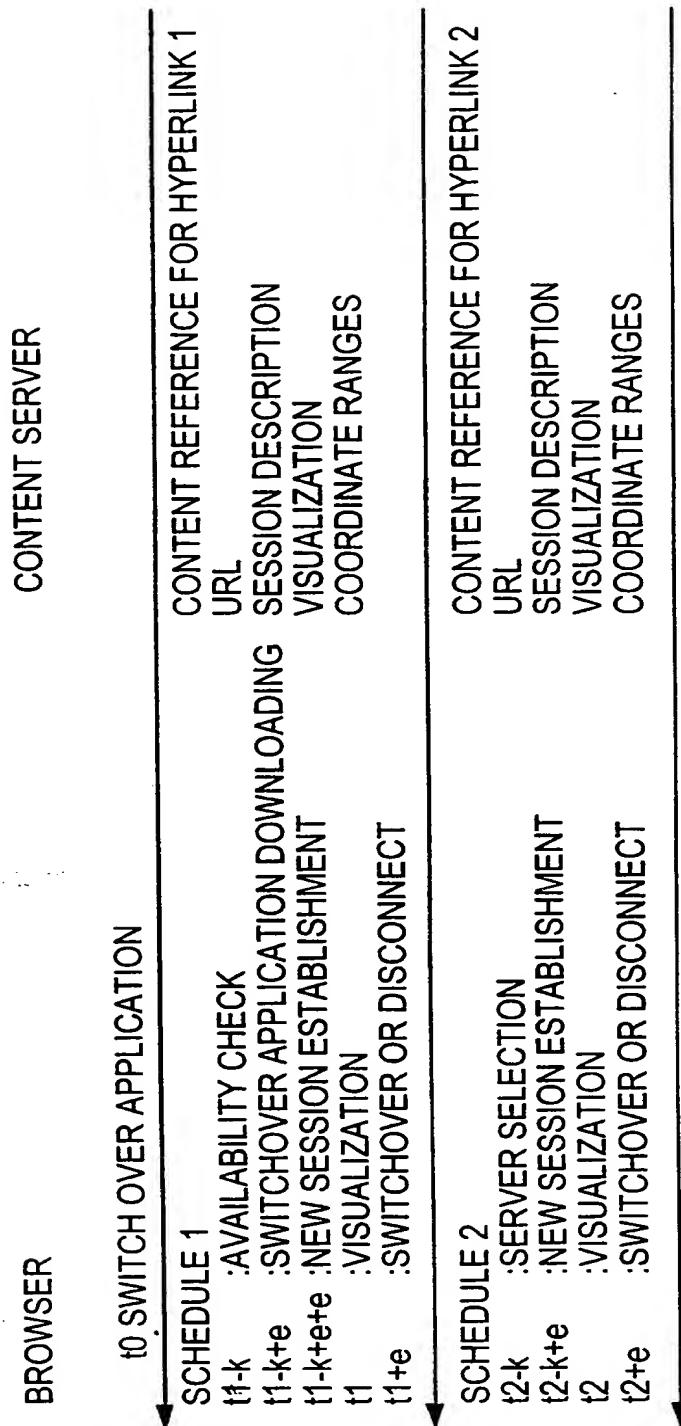 BROWSER CONTENT SERVER
t0 SWITCH OVER APPLICATION
SCHEDULE 1 CONTENT REFERENCE FOR HYPERLINK 1
t1-k :AVAILABILITY CHECK URL
t1-k+e :SWITCHOVER APPLICATION DOWNLOADING SESSION DESCRIPTION
t1-k+e+e :NEW SESSION ESTABLISHMENT VISUALIZATION
t1 :VISUALIZATION COORDINATE RANGES
t1+e :SWITCHOVER OR DISCONNECT
SCHEDULE 2 CONTENT REFERENCE FOR HYPERLINK 2
t2-k :SERVER SELECTION URL
t2-k+e :NEW SESSION ESTABLISHMENT SESSION DESCRIPTION
t2 :VISUALIZATION VISUALIZATION
t2+e :SWITCHOVER OR DISCONNECT COORDINATE RANGES